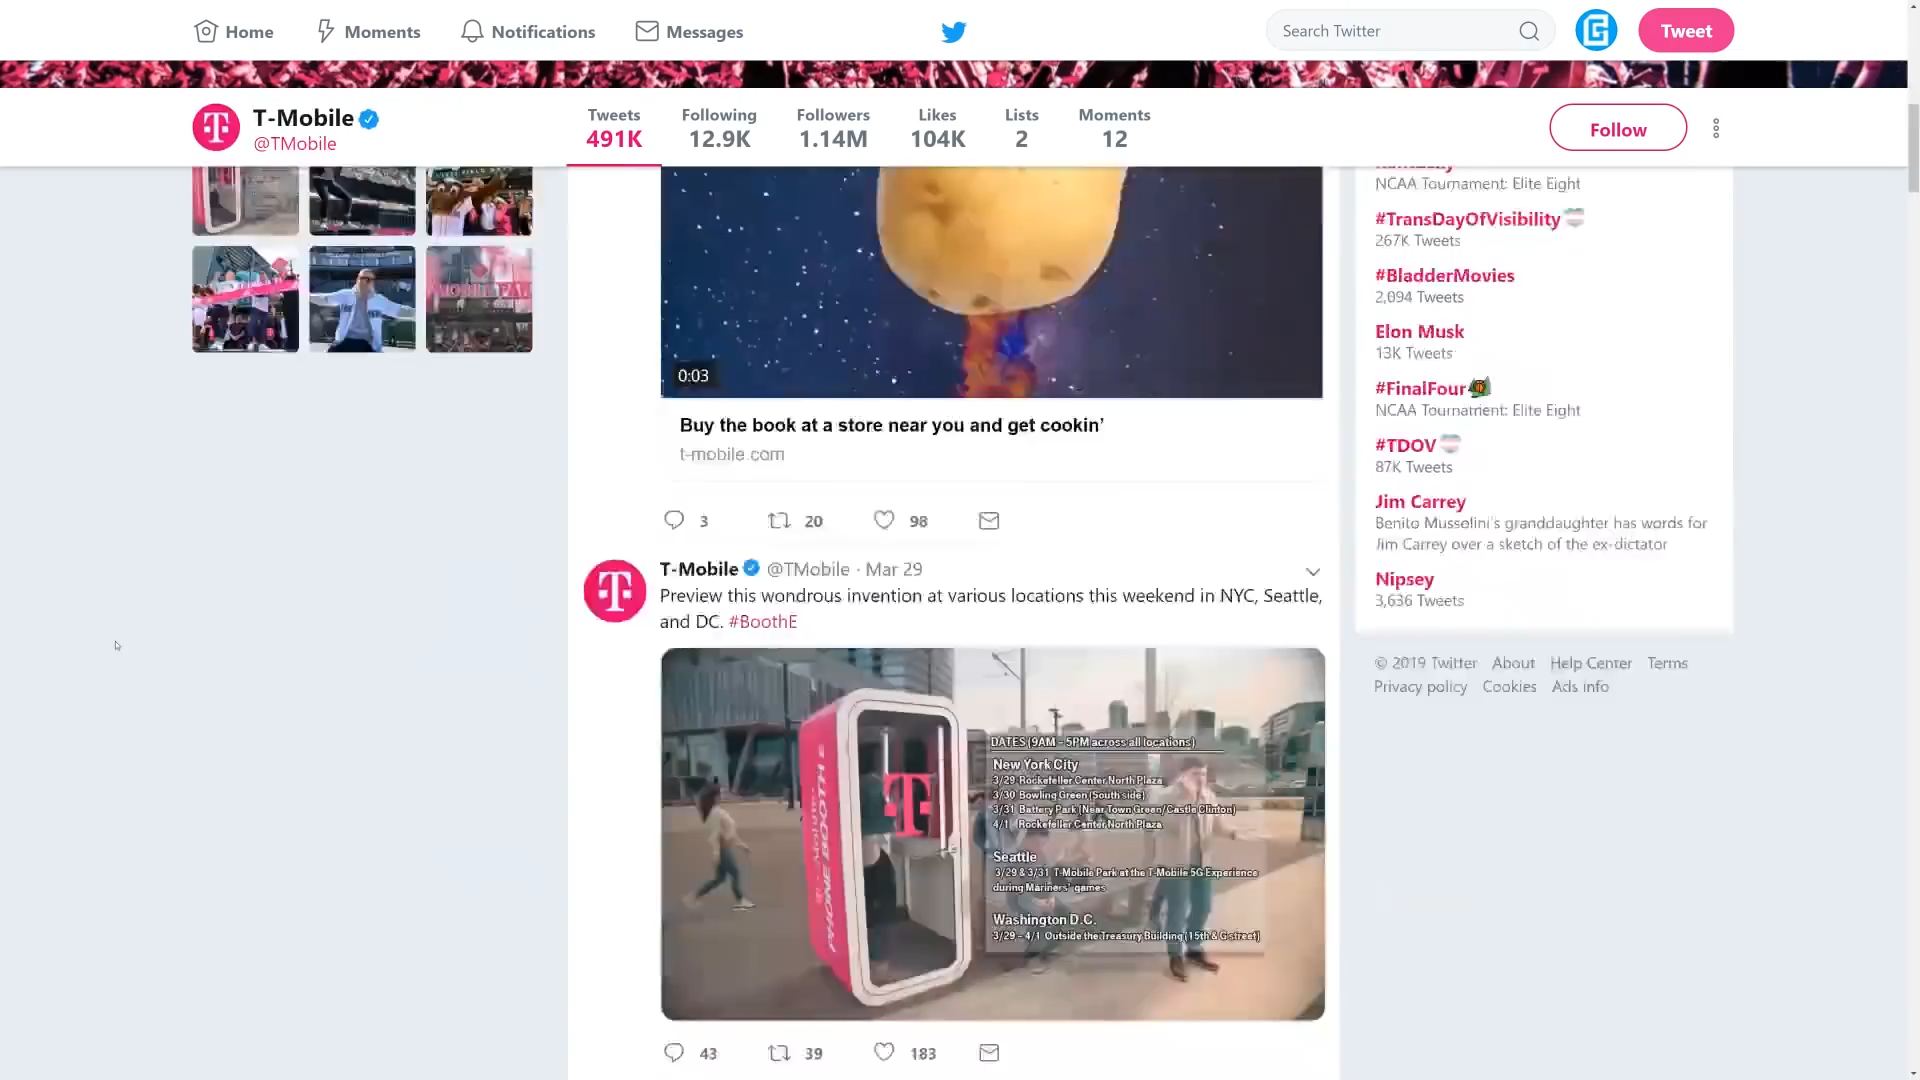 Home
Moments
Notifications
Messages
Search Twitter
Tweet
T-Mobile
@TMobile
Tweets
491K
Following
12.9K
Followers
1.14M
Likes
104K
Lists
2
Moments
12
Follow
0:03
Buy the book at a store near you and get cookin’
t-mobile.com
3
20
98
T-Mobile @TMobile · Mar 29
Preview this wondrous invention at various locations this weekend in NYC, Seattle,
and DC. #BoothE
PHONE BOOTH E
DATES (9AM - 5PM across all locations)
New York City
3/29 Rockefeller Center North Plaza
3/30 Bowling Green (South side)
3/31 Battery Park (Near Town Green/Castle Clinton)
4/1 Rockefeller Center North Plaza
Seattle
3/29 & 3/31 T-Mobile Park at the T-Mobile 5G Experience
during Mariners' games
Washington D.C.
3/29 - 4/1 Outside the Treasury Building (15th & G street)
43
39
183
NCAA Tournament: Elite Eight
#TransDayOfVisibility
267K Tweets
#BladderMovies
2,094 Tweets
Elon Musk
13K Tweets
#FinalFour
NCAA Tournament: Elite Eight
#TDOV
87K Tweets
Jim Carrey
Benito Mussolini's granddaughter has words for
Jim Carrey over a sketch of the ex-dictator
Nipsey
3,636 Tweets
© 2019 Twitter About Help Center Terms
Privacy policy Cookies Ads info